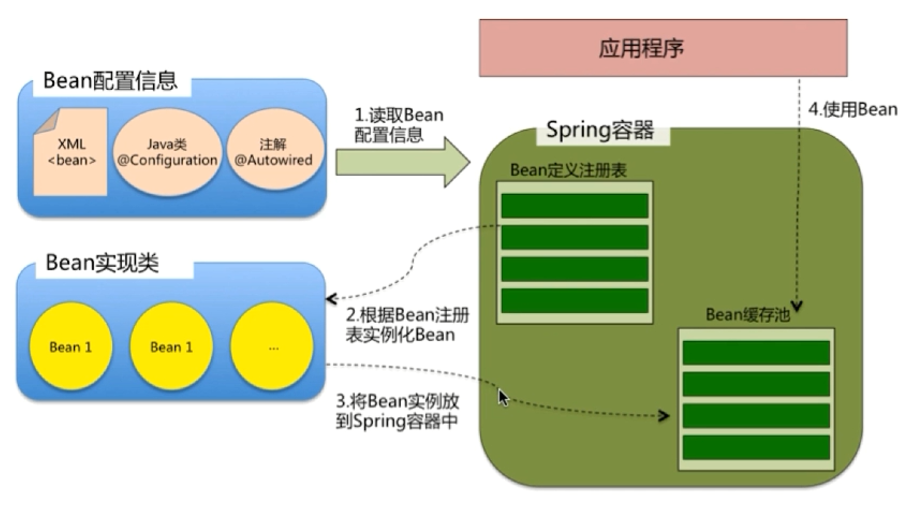 应用程序
Bean配置信息
XML
<bean>
Java类
@Configuration
注解
@Autowired
1.读取Bean
配置信息
4.使用Bean
Spring容器
Bean定义注册表
Bean实现类
Bean 1
Bean 1
...
2.根据Bean注册
表实例化Bean
Bean缓存池
3.将Bean实例放
到Spring容器中